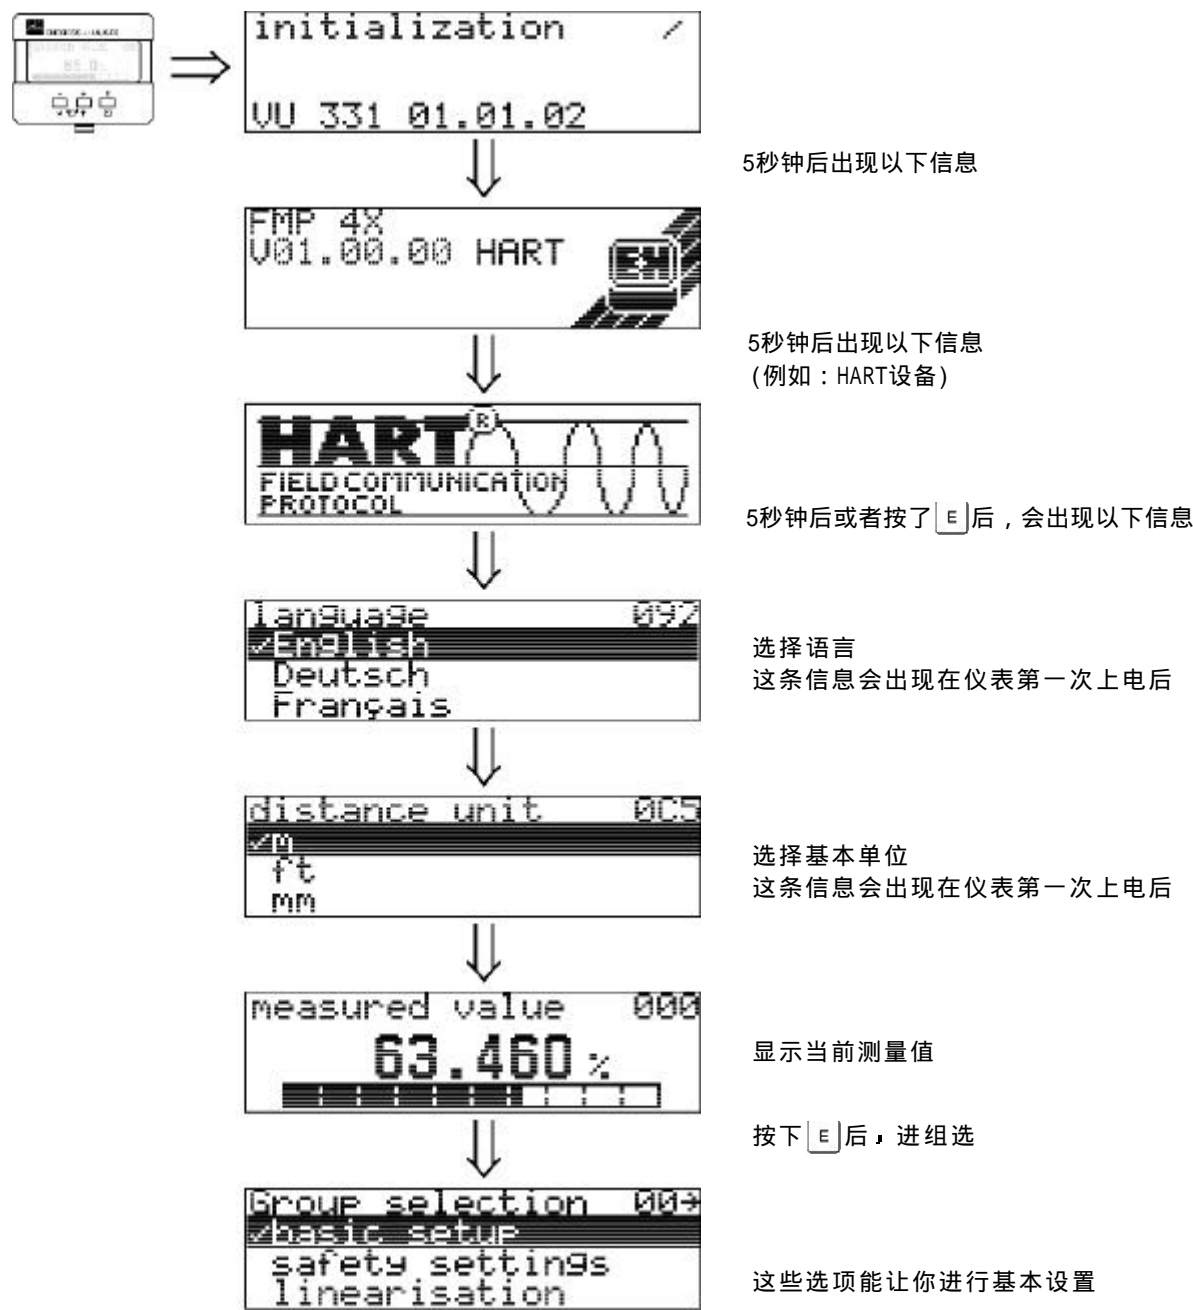 initialization
VU 331 01.01.02
5秒钟后出现以下信息
FMP 4X
V01.00.00 HART
5秒钟后出现以下信息
(例如：HART设备)
HART®
FIELD COMMUNICATION
PROTOCOL
5秒钟后或者按了 E 后，会出现以下信息
language 092
✓English
Deutsch
Français
选择语言
这条信息会出现在仪表第一次上电后
distance unit 0C5
✓m
ft
mm
选择基本单位
这条信息会出现在仪表第一次上电后
measured value 000
63.460 %
显示当前测量值
按下 E 后，进组选
Group selection 00→
✓basic setup
safety settings
linearisation
这些选项能让你进行基本设置